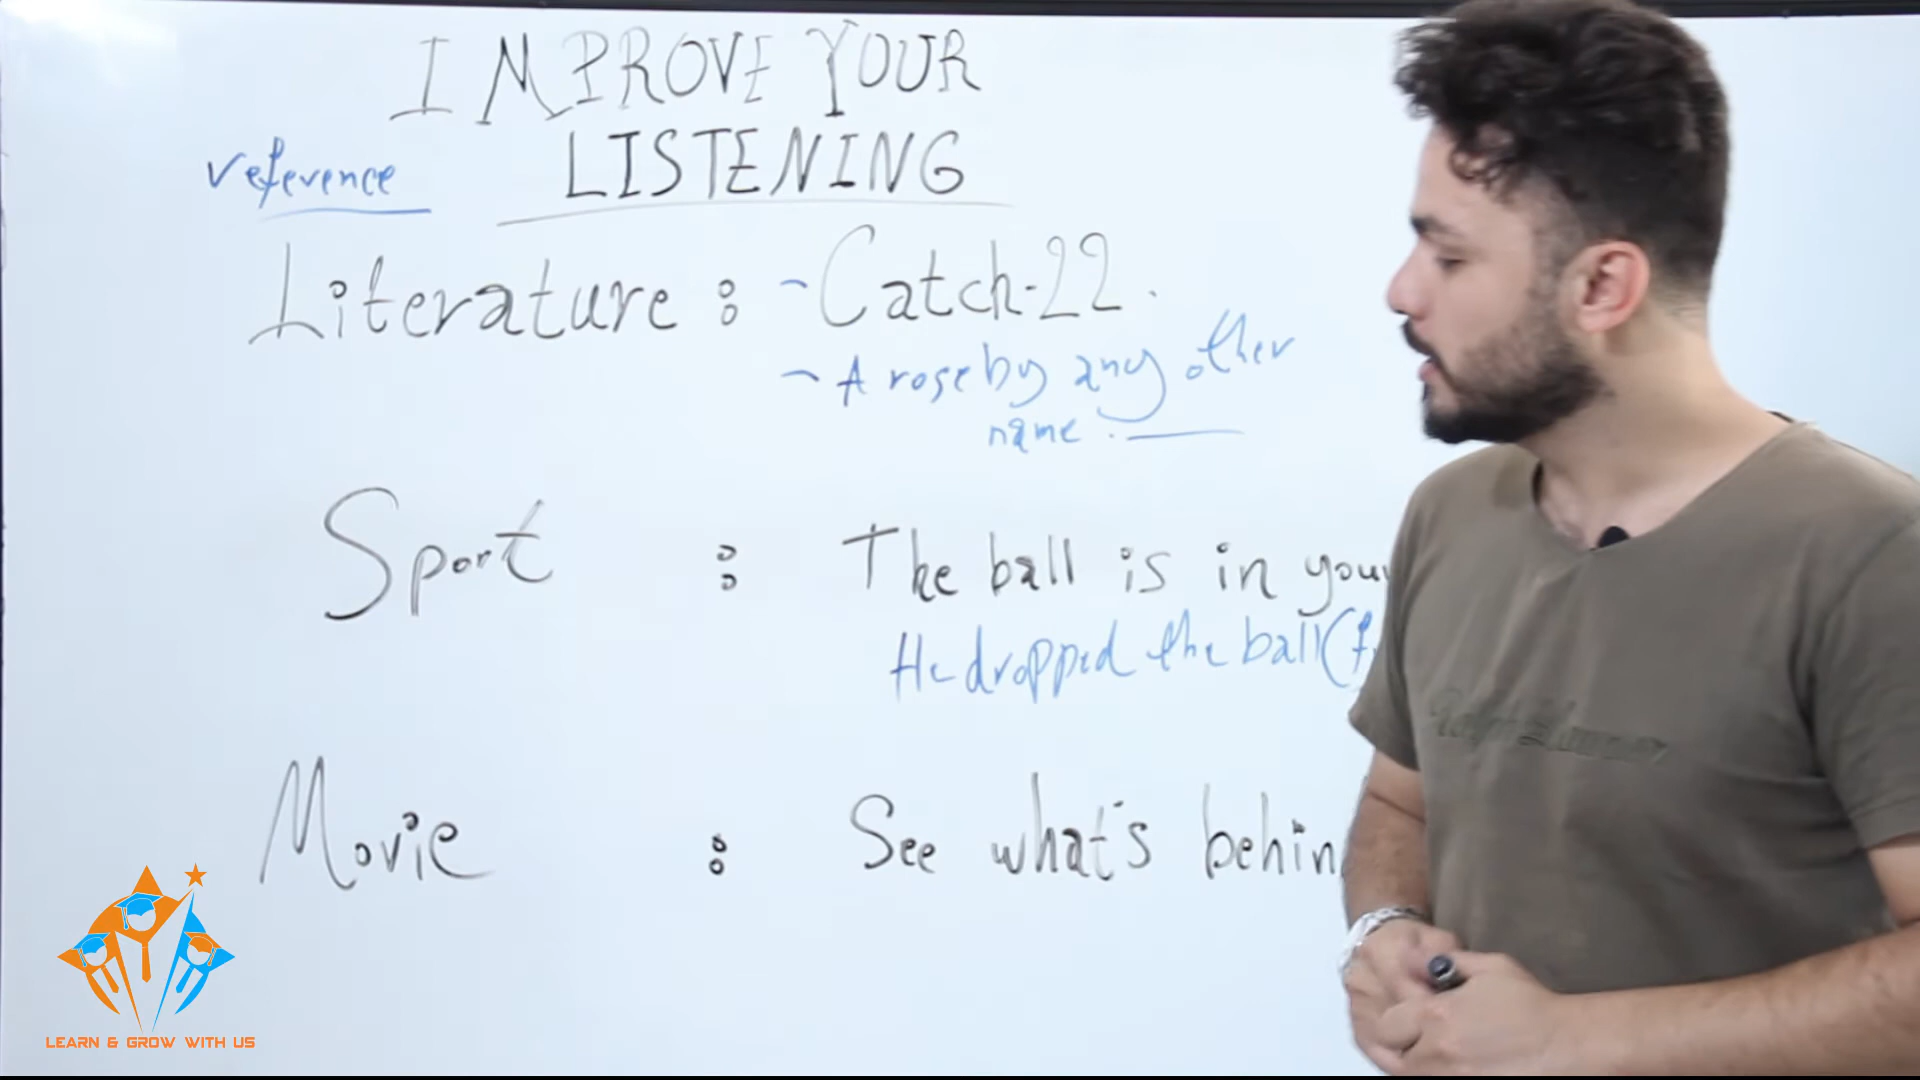 IMPROVE YOUR
LISTENING
reference
Literature : - Catch-22.
- A rose by any other
name.
Sport : The ball is in your
He dropped the ball (
Movie : See what's behin
LEARN & GROW WITH US